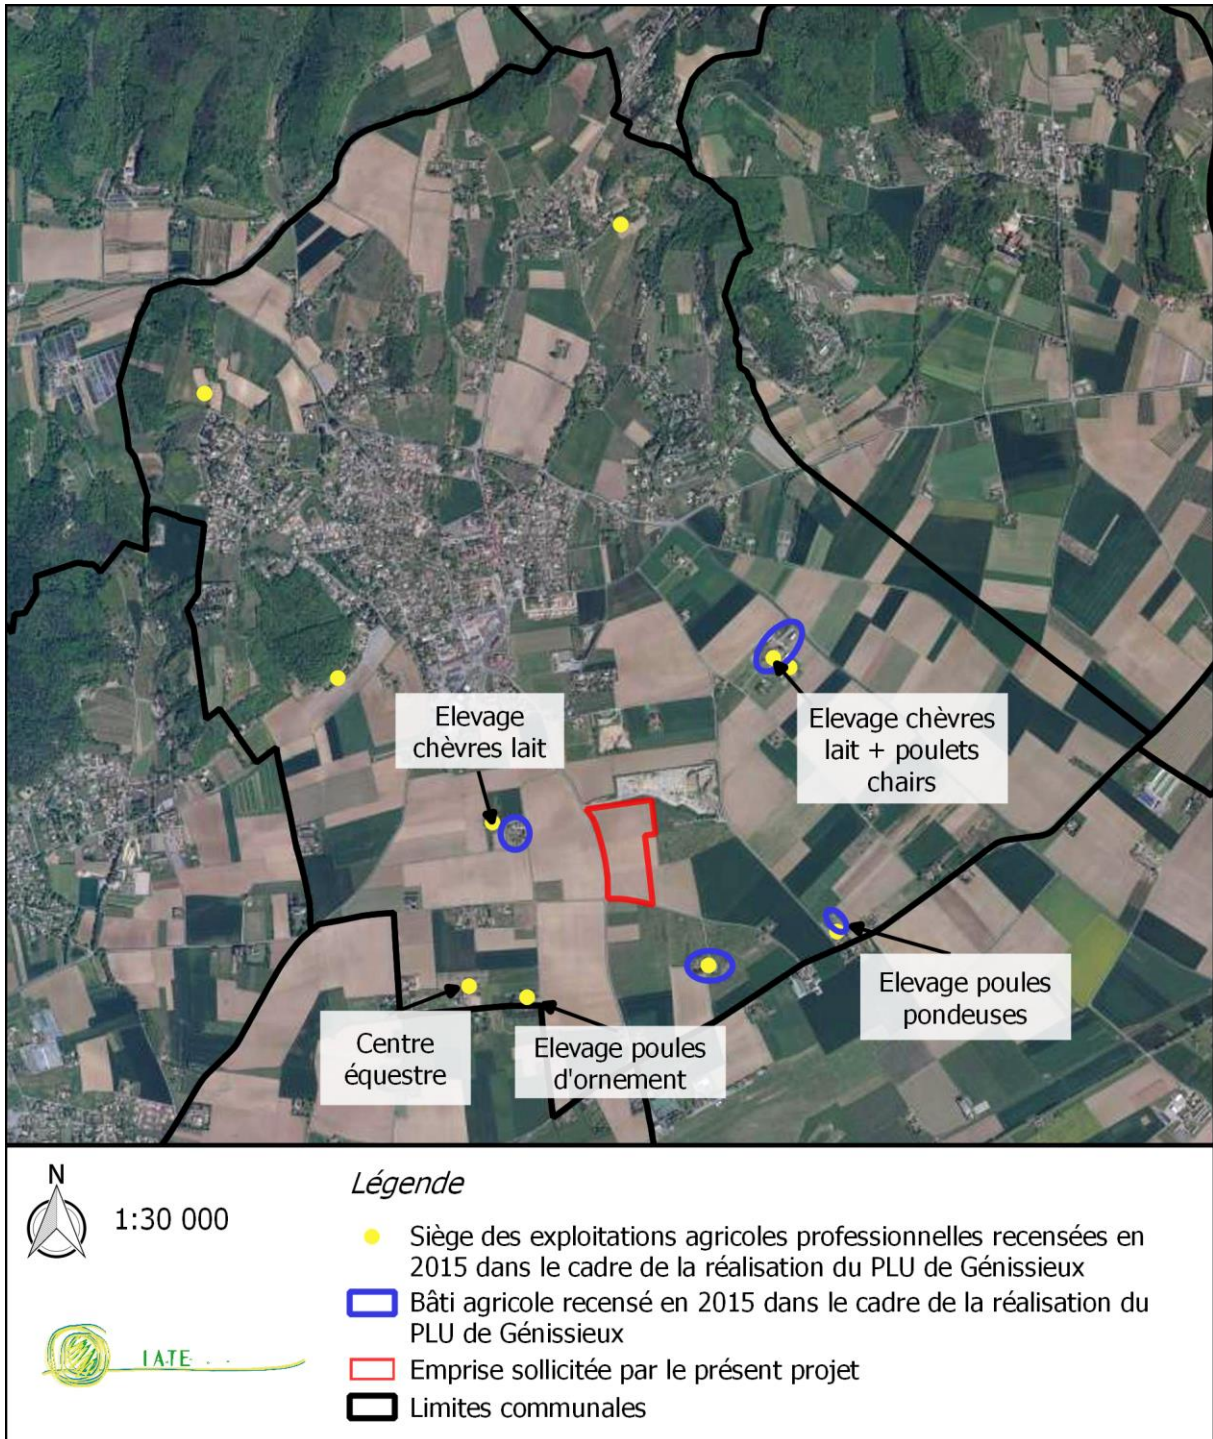 Elevage
chèvres lait
Elevage chèvres
lait + poulets
chairs
Elevage poules
pondeuses
Centre
équestre
Elevage poules
d'ornement
N
1:30 000
Légende
Siège des exploitations agricoles professionnelles recensées en
2015 dans le cadre de la réalisation du PLU de Génissieux
Bâti agricole recensé en 2015 dans le cadre de la réalisation du
PLU de Génissieux
Emprise sollicitée par le présent projet
Limites communales
I.A.T.E. . .